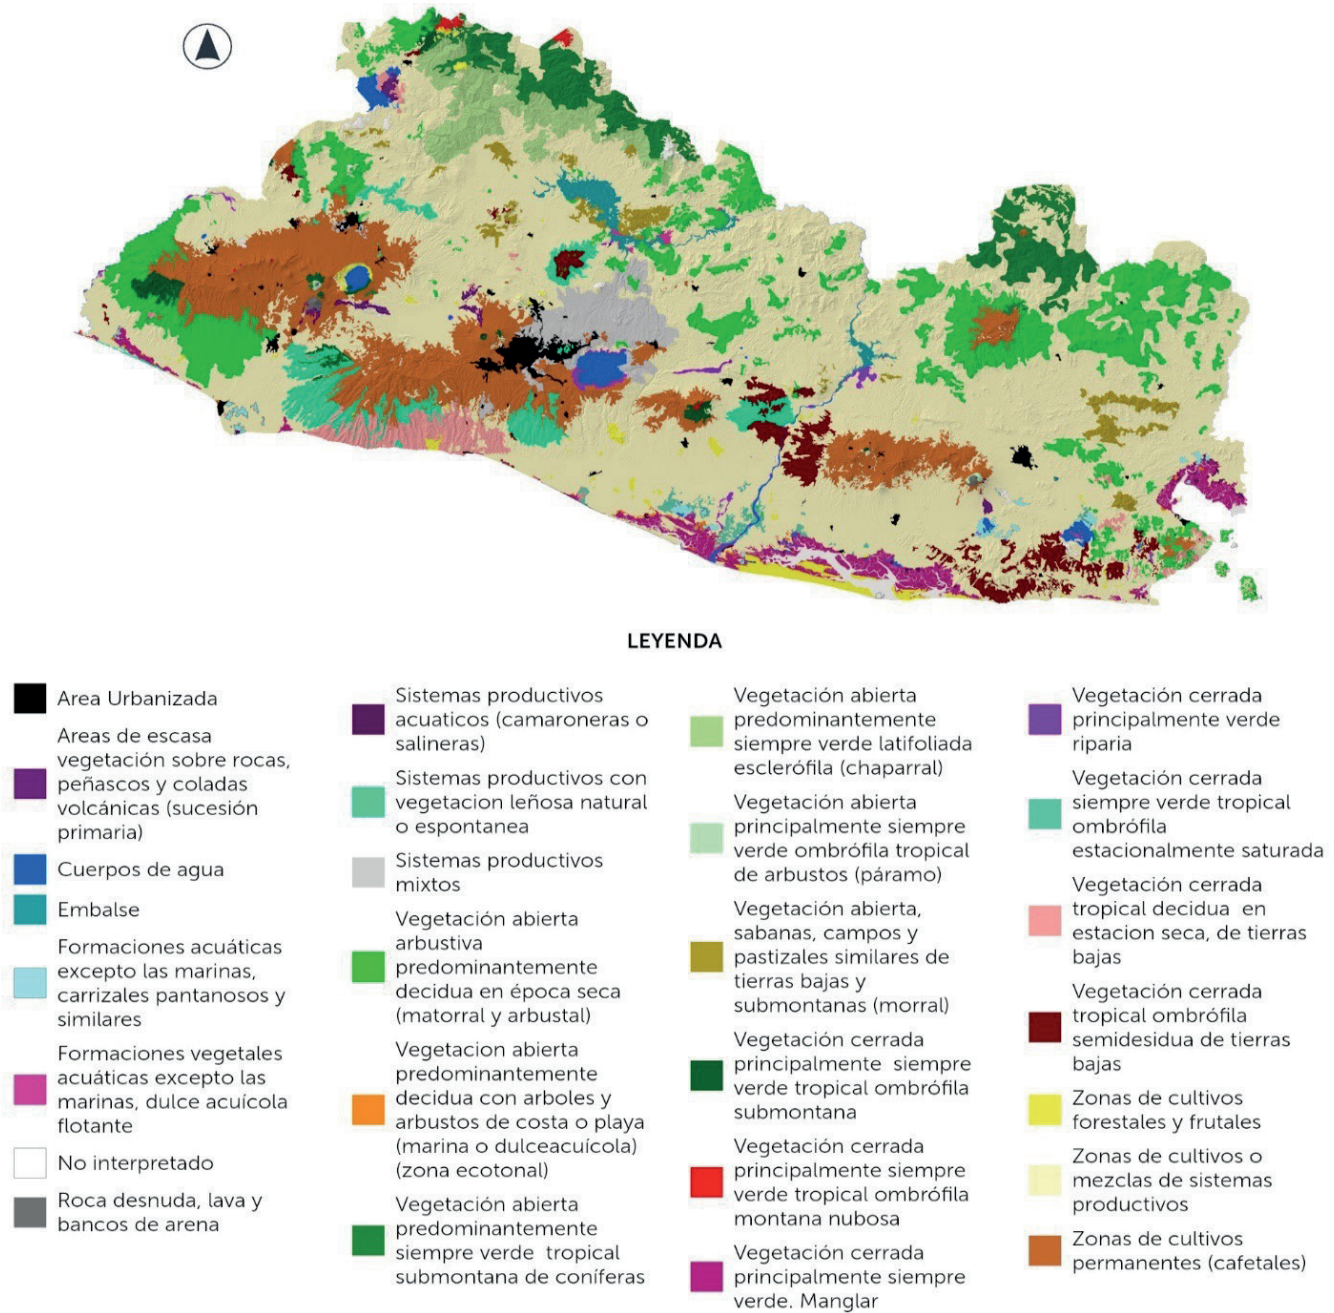 LEYENDA
Area Urbanizada
Areas de escasa
vegetación sobre rocas,
peñascos y coladas
volcánicas (sucesión
primaria)
Cuerpos de agua
Embalse
Formaciones acuáticas
excepto las marinas,
carrizales pantanosos y
similares
Formaciones vegetales
acuáticas excepto las
marinas, dulce acuícola
flotante
No interpretado
Roca desnuda, lava y
bancos de arena
Sistemas productivos
acuaticos (camaroneras o
salineras)
Sistemas productivos con
vegetacion leñosa natural
o espontanea
Sistemas productivos
mixtos
Vegetación abierta
arbustiva
predominantemente
decidua en época seca
(matorral y arbustal)
Vegetacion abierta
predominantemente
decidua con arboles y
arbustos de costa o playa
(marina o dulceacuícola)
(zona ecotonal)
Vegetación abierta
predominantemente
siempre verde tropical
submontana de coníferas
Vegetación abierta
predominantemente
siempre verde latifoliada
esclerófila (chaparral)
Vegetación abierta
principalmente siempre
verde ombrófila tropical
de arbustos (páramo)
Vegetación abierta,
sabanas, campos y
pastizales similares de
tierras bajas y
submontanas (morral)
Vegetación cerrada
principalmente siempre
verde tropical ombrófila
submontana
Vegetación cerrada
principalmente siempre
verde tropical ombrófila
montana nubosa
Vegetación cerrada
principalmente siempre
verde. Manglar
Vegetación cerrada
principalmente verde
riparia
Vegetación cerrada
siempre verde tropical
ombrófila
estacionalmente saturada
Vegetación cerrada
tropical decidua en
estacion seca, de tierras
bajas
Vegetación cerrada
tropical ombrófila
semidesidua de tierras
bajas
Zonas de cultivos
forestales y frutales
Zonas de cultivos o
mezclas de sistemas
productivos
Zonas de cultivos
permanentes (cafetales)